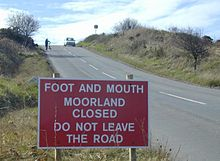 FOOT AND MOUTH
MOORLAND
CLOSED
DO NOT LEAVE
THE ROAD